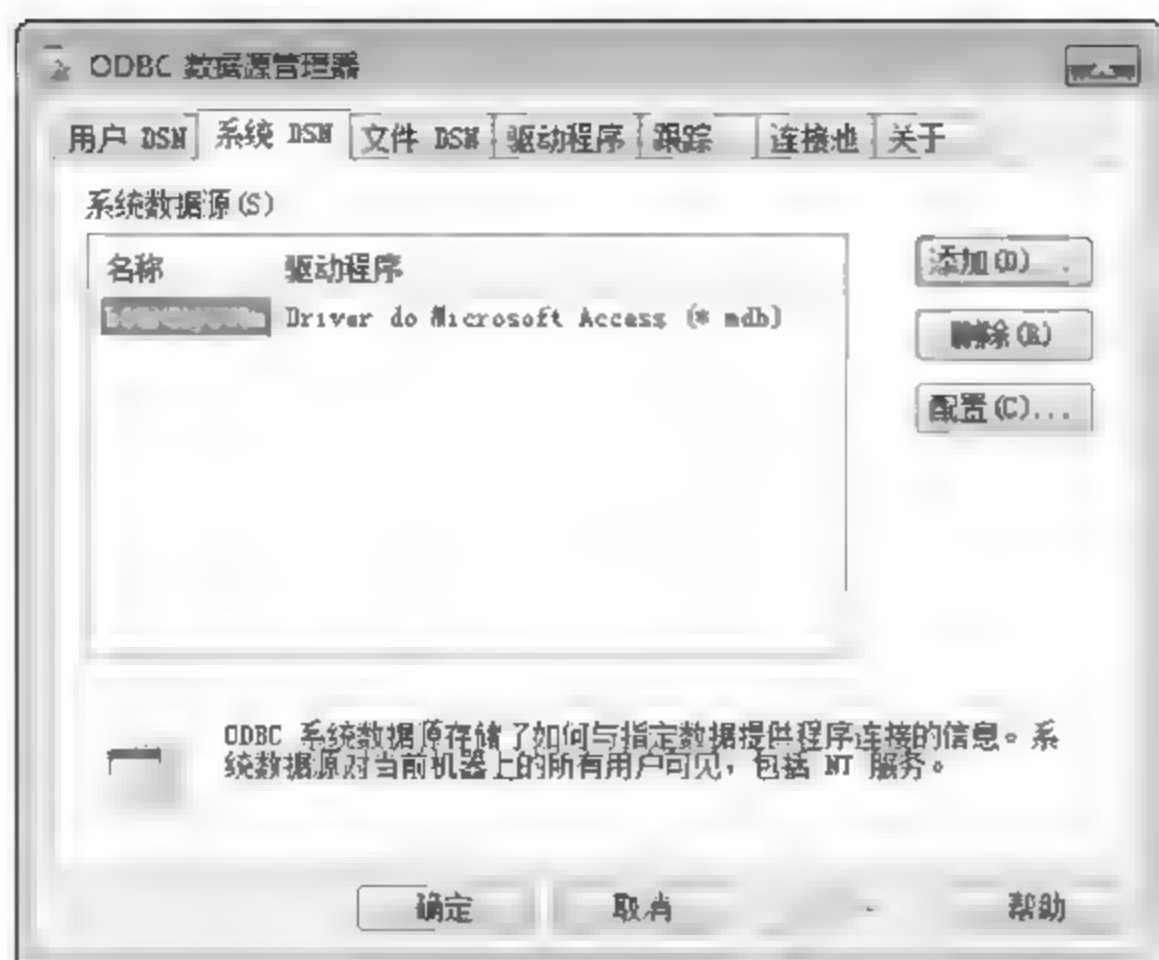 ODBC 数据源管理器
用户 DSN 系统 DSN 文件 DSN 驱动程序 跟踪 连接池 关于
系统数据源(S)
名称 驱动程序
添加(D)
Driver do Microsoft Access (* mdb)
删除(R)
配置(C)...
ODBC 系统数据源存储了如何与指定数据提供程序连接的信息。系
统数据源对当前机器上的所有用户可见，包括 NT 服务。
确定 取消 帮助